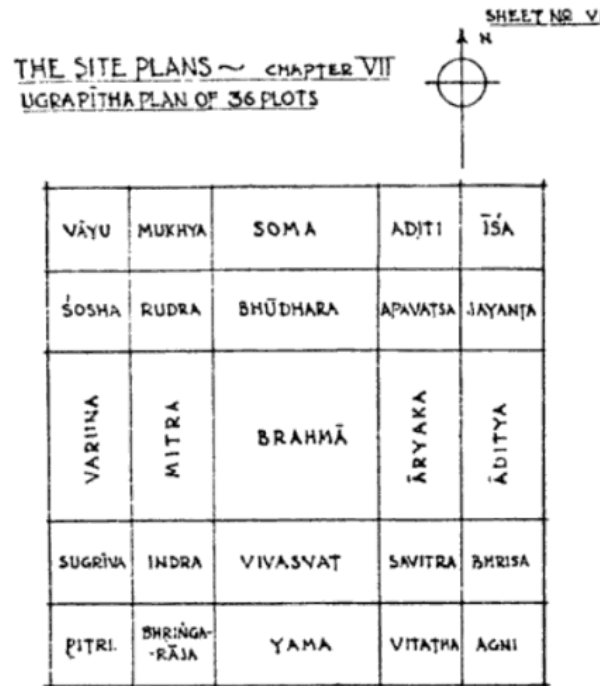 SHEET NR V
N
THE SITE PLANS ~ CHAPTER VII
UGRAPĪTHA PLAN OF 36 PLOTS
VĀYU MUKHYA SOMA ADITI ĪŚA
ŚOSHA RUDRA BHŪDHARA APAVATSA JAYANTA
VARUNA MITRA BRAHMĀ ĀRYAKA ĀDITYA
SUGRĪVA INDRA VIVASVAT SAVITRA BHRISA
PITRI. BHRIṄGA-
-RĀJA YAMA VITATHA AGNI